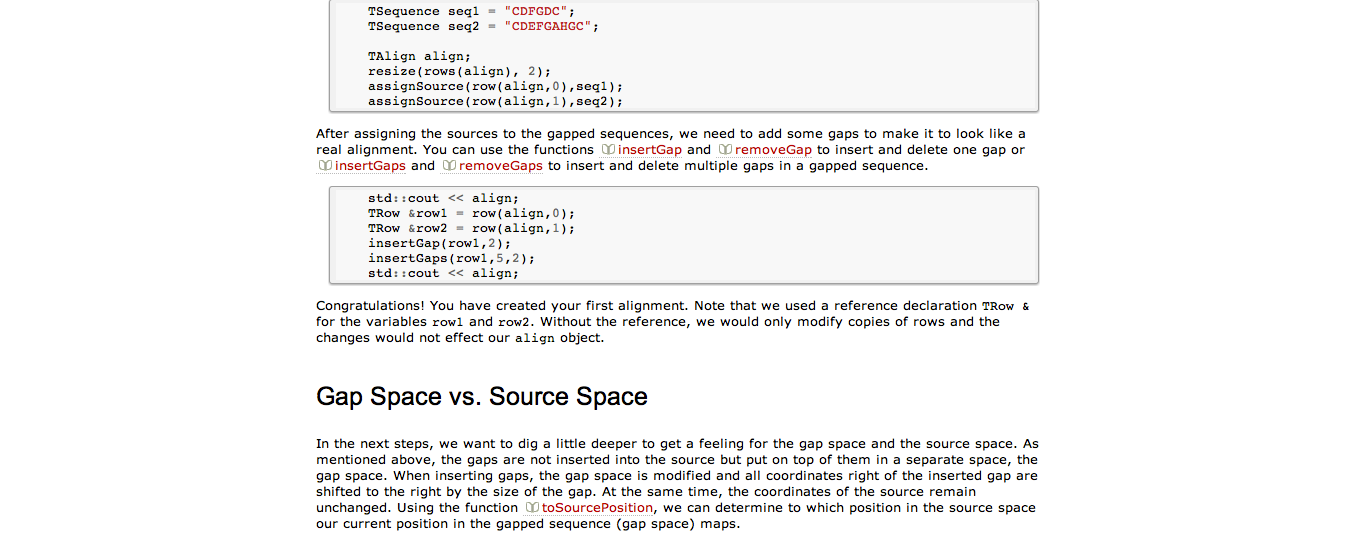 TSequence seq1 = "CDFGDC";
TSequence seq2 = "CDEFGAHGC";
TAlign align;
resize(rows(align), 2);
assignSource(row(align,0),seq1);
assignSource(row(align,1),seq2);
After assigning the sources to the gapped sequences, we need to add some gaps to make it to look like a
real alignment. You can use the functions insertGap and removeGap to insert and delete one gap or
insertGaps and removeGaps to insert and delete multiple gaps in a gapped sequence.
std::cout << align;
TRow &row1 = row(align,0);
TRow &row2 = row(align,1);
insertGap(row1,2);
insertGaps(row1,5,2);
std::cout << align;
Congratulations! You have created your first alignment. Note that we used a reference declaration TRow &
for the variables row1 and row2. Without the reference, we would only modify copies of rows and the
changes would not effect our align object.
Gap Space vs. Source Space
In the next steps, we want to dig a little deeper to get a feeling for the gap space and the source space. As
mentioned above, the gaps are not inserted into the source but put on top of them in a separate space, the
gap space. When inserting gaps, the gap space is modified and all coordinates right of the inserted gap are
shifted to the right by the size of the gap. At the same time, the coordinates of the source remain
unchanged. Using the function toSourcePosition, we can determine to which position in the source space
our current position in the gapped sequence (gap space) maps.